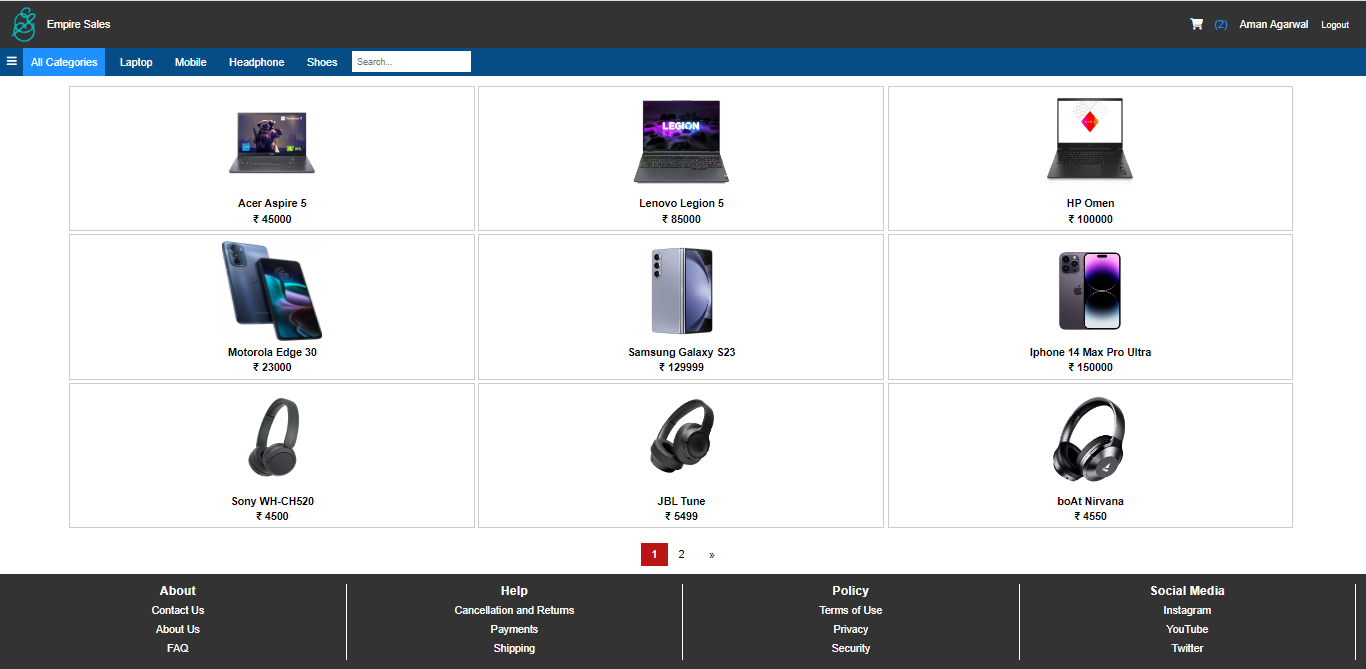 Empire Sales
(2) Aman Agarwal Logout
All Categories Laptop Mobile Headphone Shoes Search...
LEGION
Acer Aspire 5 Lenovo Legion 5 HP Omen
₹ 45000 ₹ 85000 ₹ 100000
Motorola Edge 30 Samsung Galaxy S23 Iphone 14 Max Pro Ultra
₹ 23000 ₹ 129999 ₹ 150000
Sony WH-CH520 JBL Tune boAt Nirvana
₹ 4500 ₹ 5499 ₹ 4550
1 2 »
About Help Policy Social Media
Contact Us Cancellation and Returns Terms of Use Instagram
About Us Payments Privacy YouTube
FAQ Shipping Security Twitter